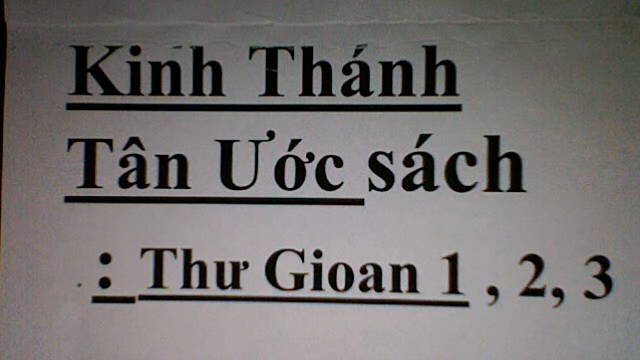 Kinh Thánh
Tân Ước sách
: Thư Gioan 1 , 2, 3